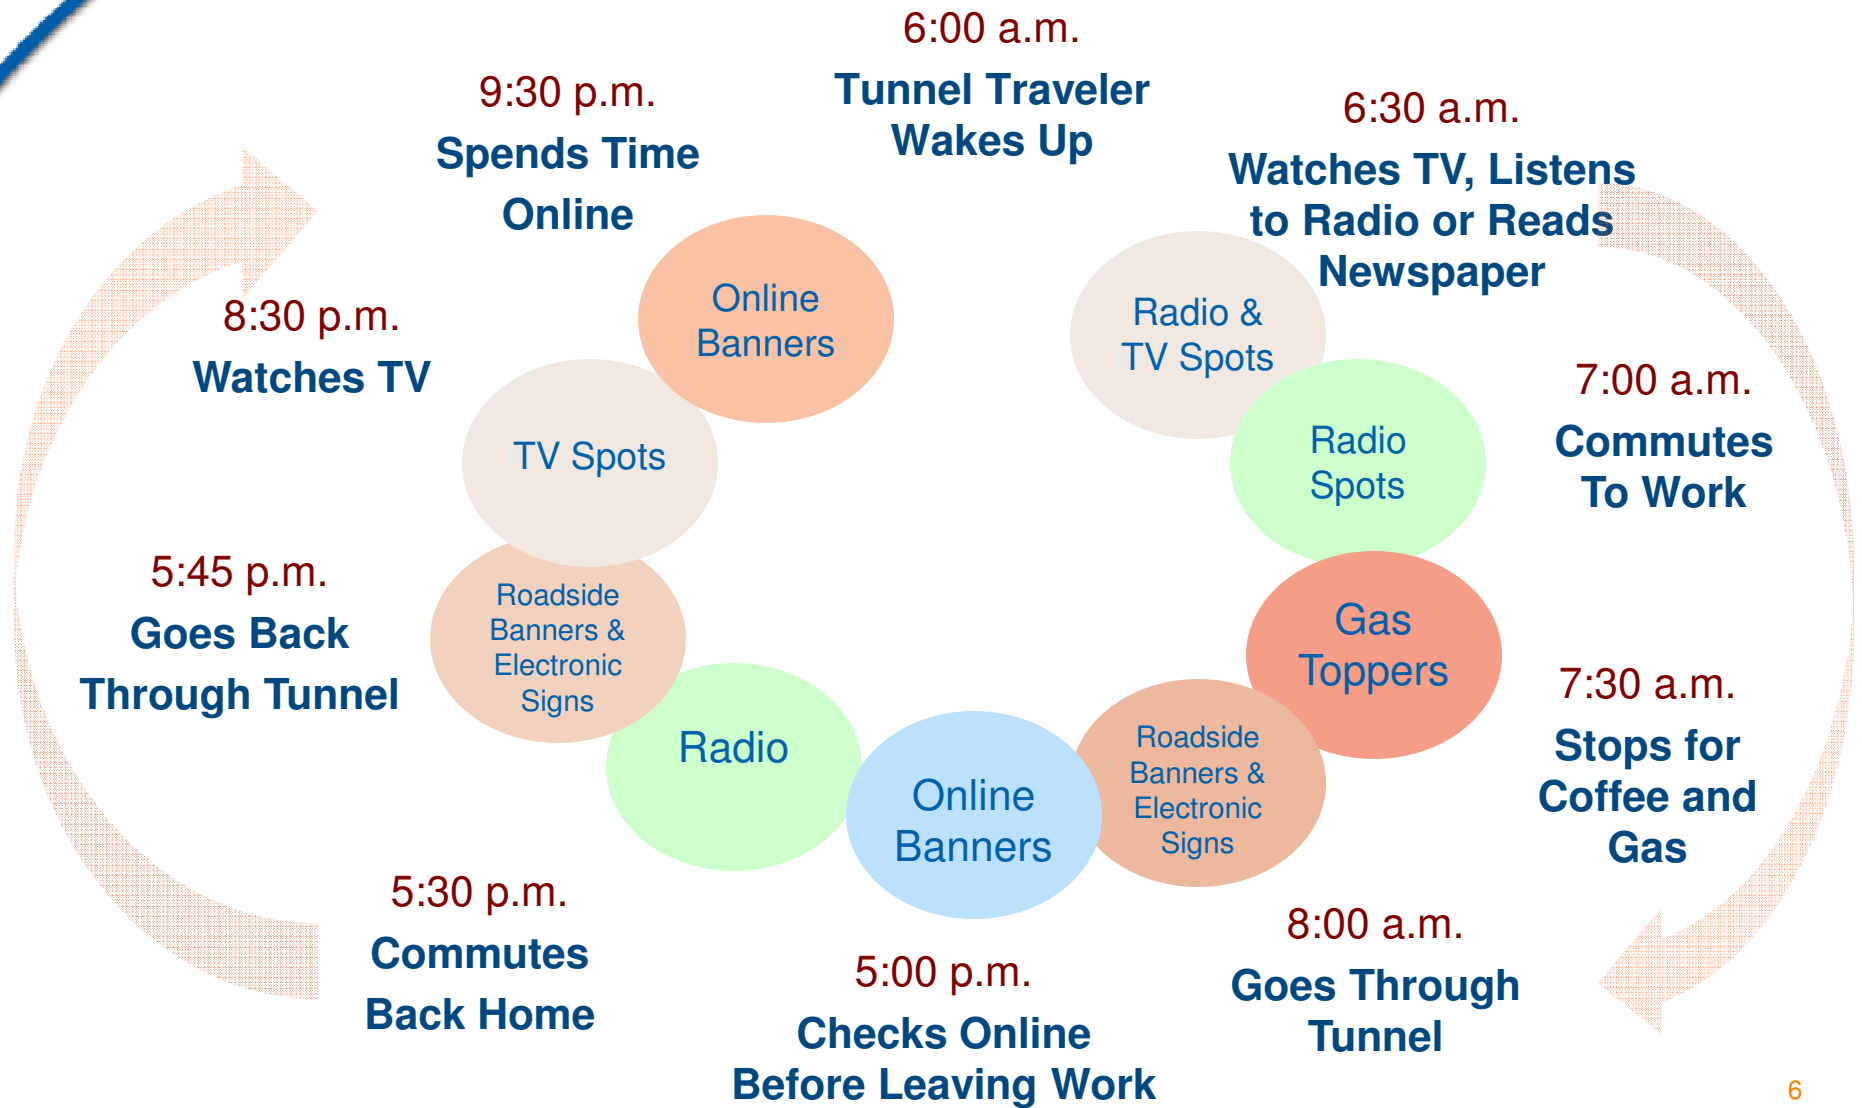 6:00 a.m.
Tunnel Traveler
Wakes Up
6:30 a.m.
Watches TV, Listens
to Radio or Reads
Newspaper
Radio &
TV Spots
7:00 a.m.
Commutes
To Work
Radio
Spots
7:30 a.m.
Stops for
Coffee and
Gas
Gas
Toppers
8:00 a.m.
Goes Through
Tunnel
Roadside
Banners &
Electronic
Signs
5:00 p.m.
Checks Online
Before Leaving Work
Online
Banners
5:30 p.m.
Commutes
Back Home
Radio
5:45 p.m.
Goes Back
Through Tunnel
Roadside
Banners &
Electronic
Signs
8:30 p.m.
Watches TV
TV Spots
9:30 p.m.
Spends Time
Online
Online
Banners
6